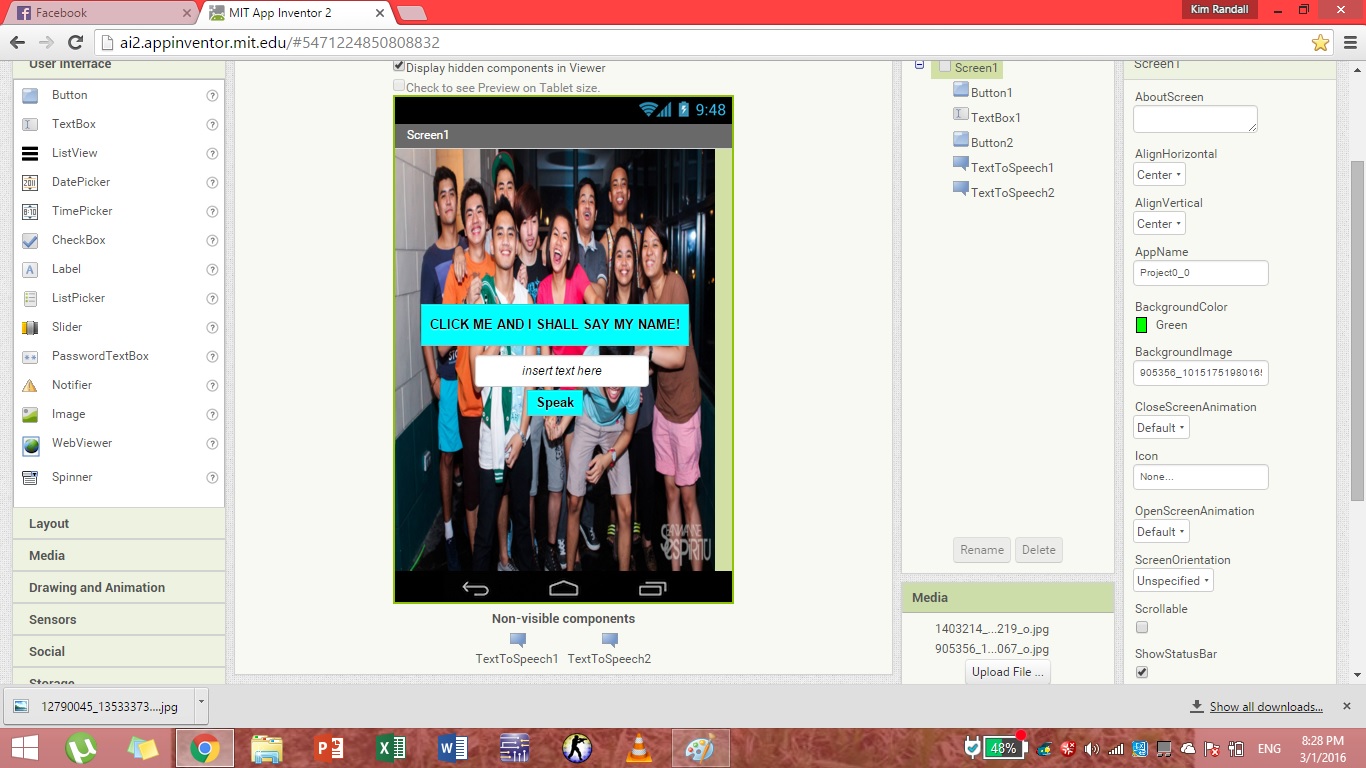 Facebook
MIT App Inventor 2
Kim Randall
ai2.appinventor.mit.edu/#5471224850808832
User Interface
Button
TextBox
ListView
DatePicker
TimePicker
CheckBox
Label
ListPicker
Slider
PasswordTextBox
Notifier
Image
WebViewer
Spinner
Layout
Media
Drawing and Animation
Sensors
Social
Storage
Display hidden components in Viewer
Check to see Preview on Tablet size.
9:48
Screen1
CLICK ME AND I SHALL SAY MY NAME!
insert text here
Speak
ESPIRITU
Non-visible components
TextToSpeech1 TextToSpeech2
Screen1
Button1
TextBox1
Button2
TextToSpeech1
TextToSpeech2
Rename Delete
Media
1403214_...219_o.jpg
905356_1...067_o.jpg
Upload File ...
Screen1
AboutScreen
AlignHorizontal
Center
AlignVertical
Center
AppName
Project0_0
BackgroundColor
Green
BackgroundImage
905356_1015175198016
CloseScreenAnimation
Default
Icon
None...
OpenScreenAnimation
Default
ScreenOrientation
Unspecified
Scrollable
ShowStatusBar
12790045_13533373....jpg
Show all downloads...
48%
ENG
8:28 PM
3/1/2016